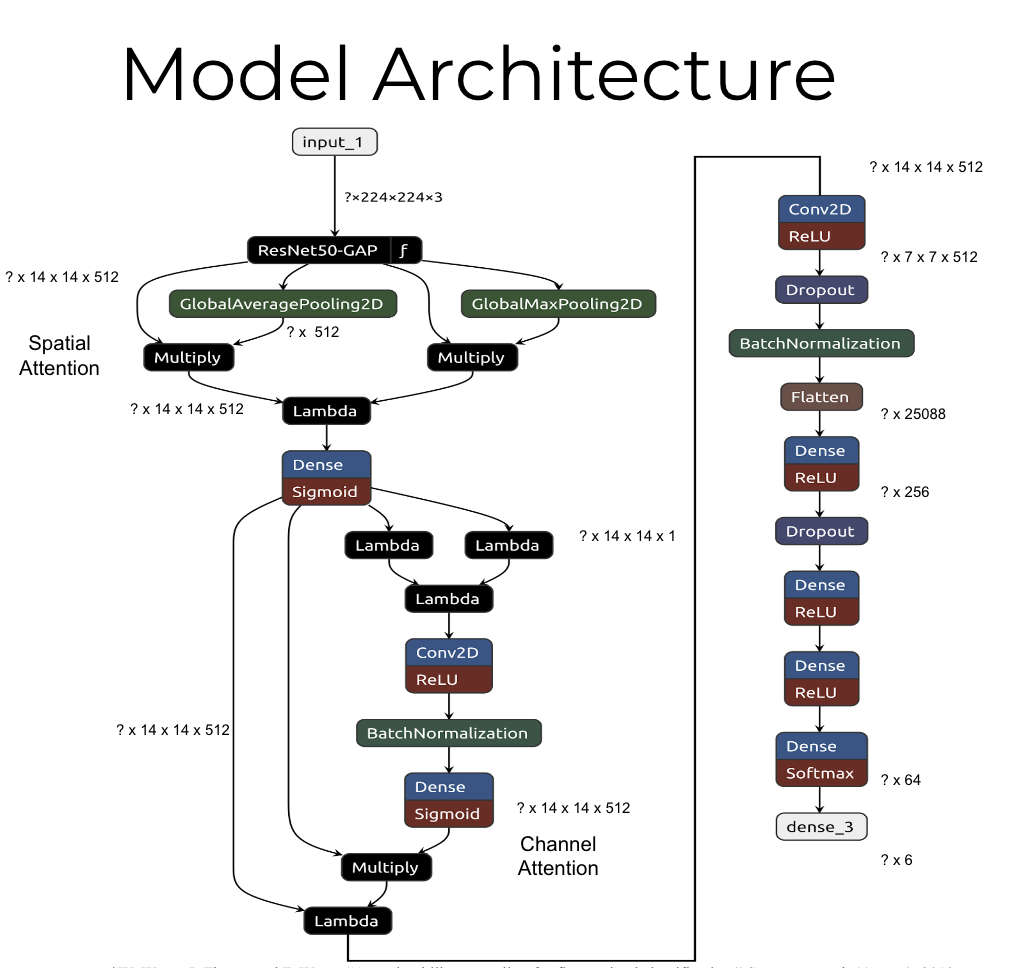 Model Architecture
input_1
?×224×224×3
ResNet50-GAP ƒ
? x 14 x 14 x 512
GlobalAveragePooling2D
GlobalMaxPooling2D
? x 512
Spatial
Attention
Multiply
Multiply
? x 14 x 14 x 512
Lambda
Dense
Sigmoid
Lambda
Lambda
? x 14 x 14 x 1
Lambda
Conv2D
ReLU
? x 14 x 14 x 512
BatchNormalization
Dense
Sigmoid
? x 14 x 14 x 512
Channel
Attention
Multiply
Lambda
? x 14 x 14 x 512
Conv2D
ReLU
? x 7 x 7 x 512
Dropout
BatchNormalization
Flatten
? x 25088
Dense
ReLU
? x 256
Dropout
Dense
ReLU
Dense
ReLU
Dense
Softmax
? x 64
dense_3
? x 6